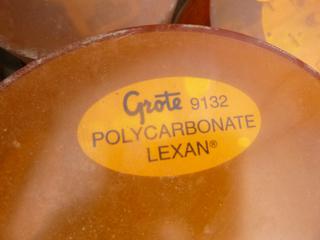 Grote 9132
POLYCARBONATE
LEXAN®